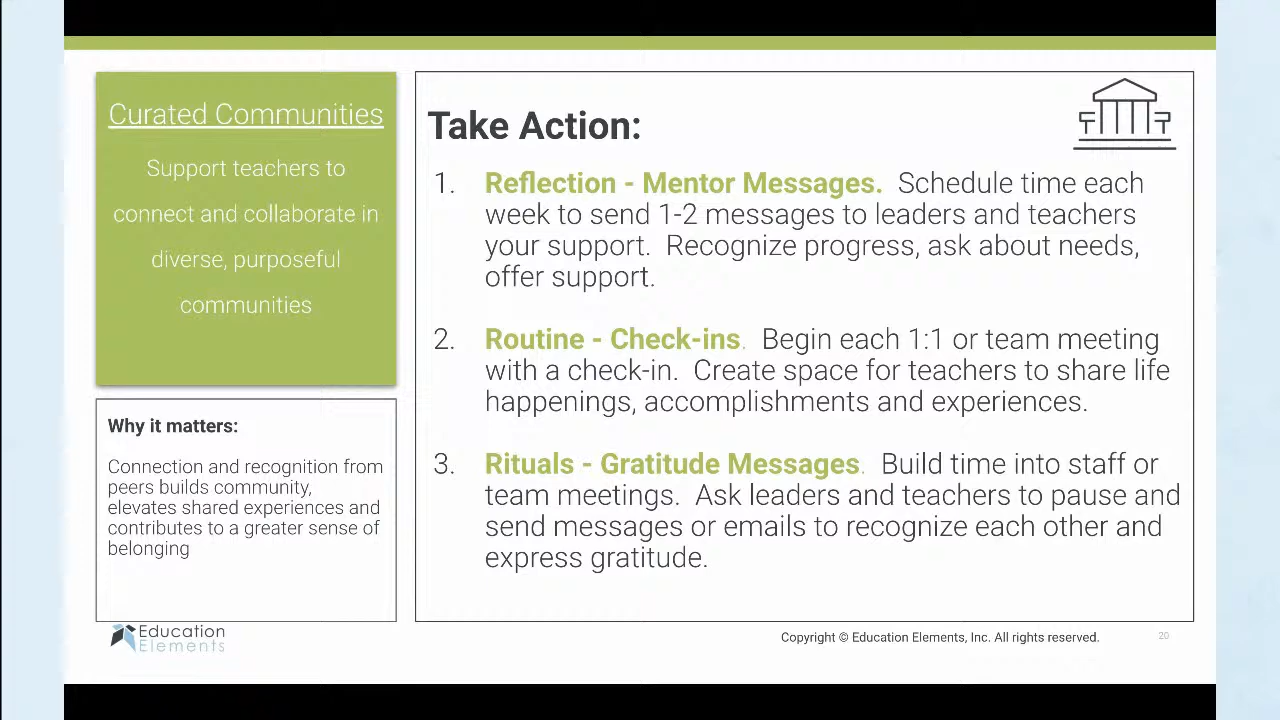 Curated Communities
Support teachers to
connect and collaborate in
diverse, purposeful
communities
Why it matters:
Connection and recognition from
peers builds community,
elevates shared experiences and
contributes to a greater sense of
belonging
Take Action:
1. Reflection - Mentor Messages. Schedule time each
week to send 1-2 messages to leaders and teachers
your support. Recognize progress, ask about needs,
offer support.
2. Routine - Check-ins. Begin each 1:1 or team meeting
with a check-in. Create space for teachers to share life
happenings, accomplishments and experiences.
3. Rituals - Gratitude Messages. Build time into staff or
team meetings. Ask leaders and teachers to pause and
send messages or emails to recognize each other and
express gratitude.
Education
Elements
Copyright © Education Elements, Inc. All rights reserved.
20